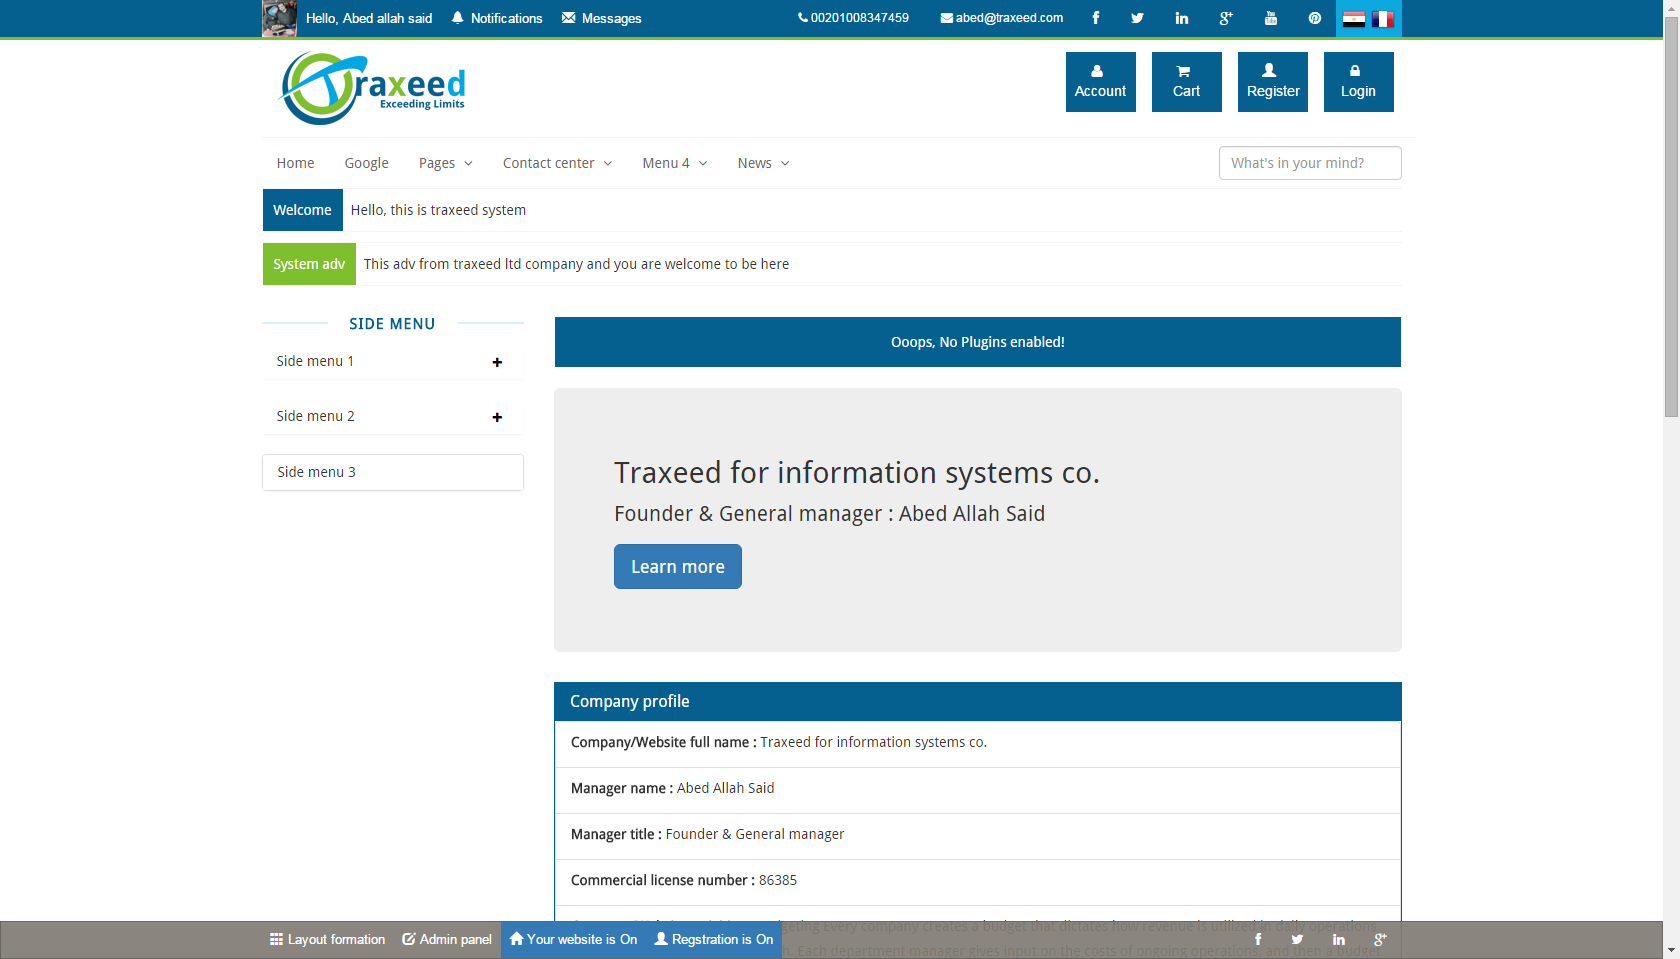 Hello, Abed allah said Notifications Messages 00201008347459 abed@traxeed.com
Traxeed
Exceeding Limits
Account Cart Register Login
Home Google Pages Contact center Menu 4 News What's in your mind?
Welcome Hello, this is traxeed system
System adv This adv from traxeed ltd company and you are welcome to be here
SIDE MENU
Side menu 1
Side menu 2
Side menu 3
Ooops, No Plugins enabled!
Traxeed for information systems co.
Founder & General manager : Abed Allah Said
Learn more
Company profile
Company/Website full name : Traxeed for information systems co.
Manager name : Abed Allah Said
Manager title : Founder & General manager
Commercial license number : 86385
Every company creates a budget that dictates how revenue is utilized in daily operations
Each department manager gives input on the costs of ongoing operations, and then a budget
Layout formation Admin panel Your website is On Regstration is On